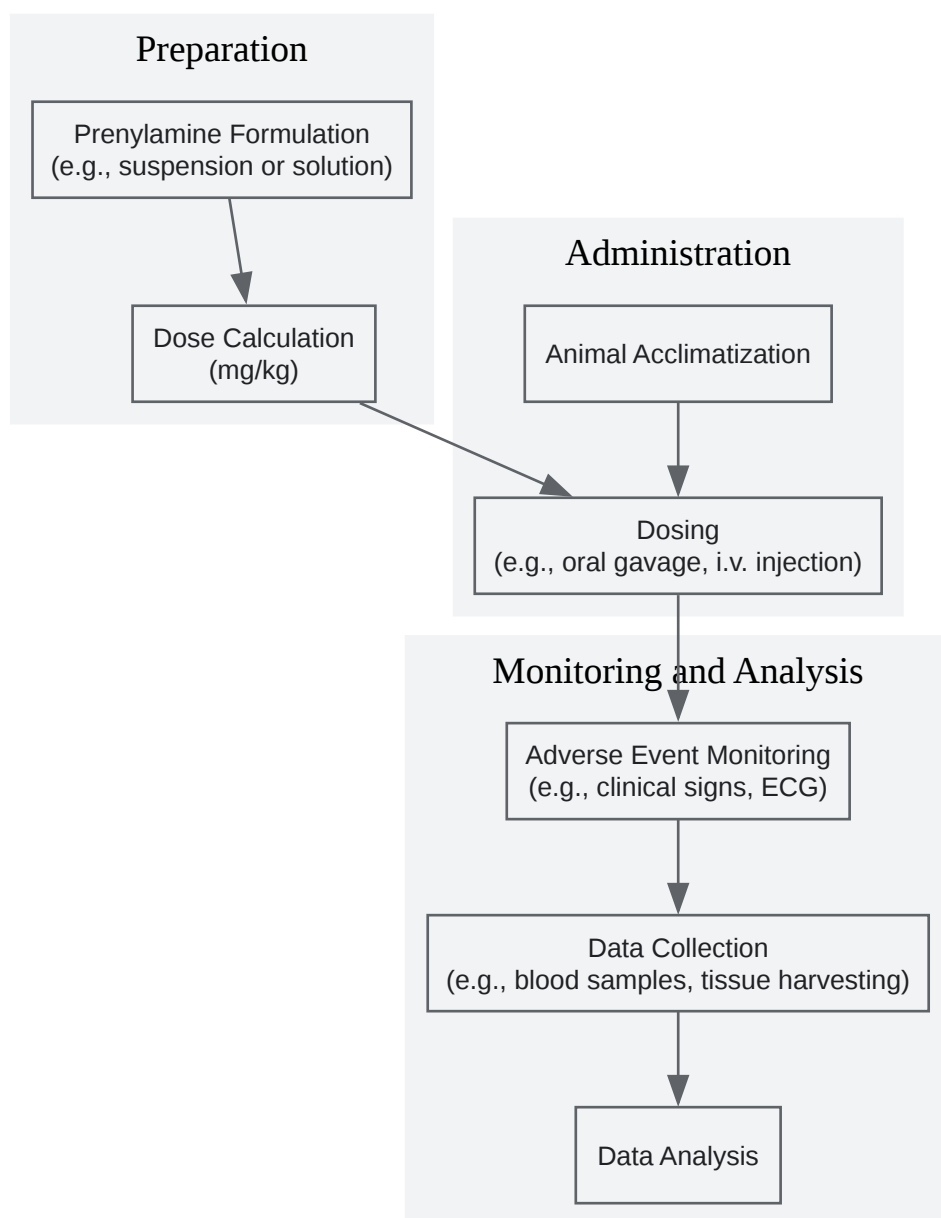 Preparation
Prenylamine Formulation
(e.g., suspension or solution)
Dose Calculation
(mg/kg)
Administration
Animal Acclimatization
Dosing
(e.g., oral gavage, i.v. injection)
Monitoring and Analysis
Adverse Event Monitoring
(e.g., clinical signs, ECG)
Data Collection
(e.g., blood samples, tissue harvesting)
Data Analysis